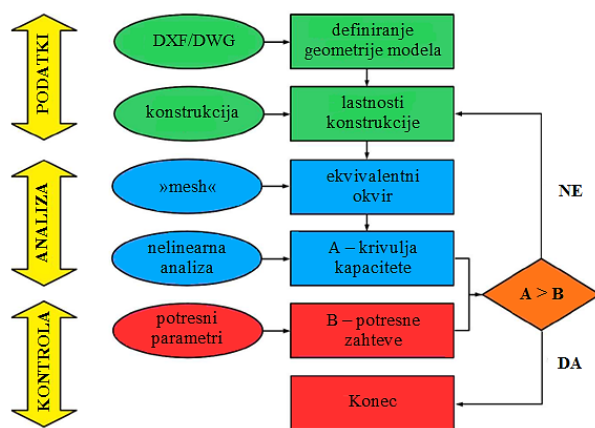 PODATKI
DXF/DWG
definiranje
geometrije modela
konstrukcija
lastnosti
konstrukcije
ANALIZA
»mesh«
ekvivalentni
okvir
NE
nelinearna
analiza
A – krivulja
kapacitete
A > B
KONTROLA
potresni
parametri
B – potresne
zahteve
DA
Konec